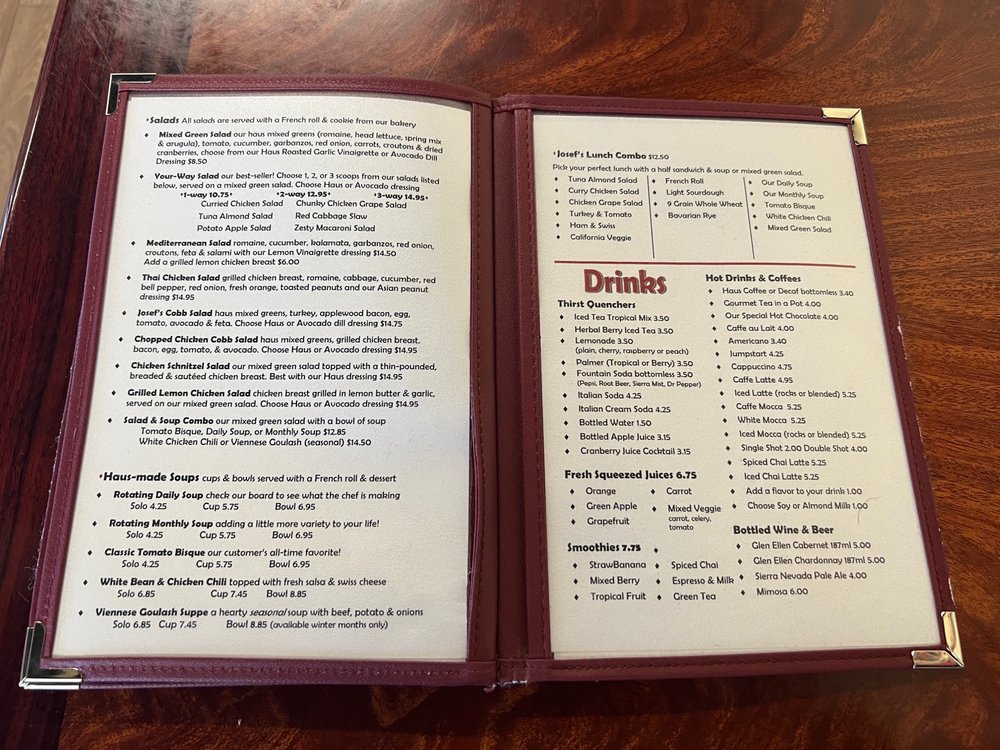 Salads All salads are served with a French roll & cookie from our bakery
Mixed Green Salad our haus mixed greens (romaine, head lettuce, spring mix
& arugula), tomato, cucumber, garbanzos, red onion, carrots, croutons & dried
cranberries, choose from our Haus Roasted Garlic Vinaigrette or Avocado Dill
Dressing $8.50
Your-Way Salad our best-seller! Choose 1, 2, or 3 scoops from our salads listed
below, served on a mixed green salad. Choose Haus or Avocado dressing
*1-way 10.75* *2-way 12.95* *3-way 14.95*
Curried Chicken Salad Chunky Chicken Grape Salad
Tuna Almond Salad Red Cabbage Slaw
Potato Apple Salad Zesty Macaroni Salad
Mediterranean Salad romaine, cucumber, kalamata, garbanzos, red onion,
croutons, feta & salami with our Lemon Vinaigrette dressing $14.50
Add a grilled lemon chicken breast $6.00
Thai Chicken Salad grilled chicken breast, romaine, cabbage, cucumber, red
bell pepper, red onion, fresh orange, toasted peanuts and our Asian peanut
dressing $14.95
Josef's Cobb Salad haus mixed greens, turkey, applewood bacon, egg,
tomato, avocado & feta. Choose Haus or Avocado dill dressing $14.75
Chopped Chicken Cobb Salad haus mixed greens, grilled chicken breast,
bacon, egg, tomato, & avocado. Choose Haus or Avocado dressing $14.95
Chicken Schnitzel Salad our mixed green salad topped with a thin-pounded,
breaded & sautéed chicken breast. Best with our Haus dressing $14.95
Grilled Lemon Chicken Salad chicken breast grilled in lemon butter & garlic,
served on our mixed green salad. Choose Haus or Avocado dressing $14.95
Salad & Soup Combo our mixed green salad with a bowl of soup
Tomato Bisque, Daily Soup, or Monthly Soup $12.85
White Chicken Chili or Viennese Goulash (seasonal) $14.50
Haus-made Soups cups & bowls served with a French roll & dessert
Rotating Daily Soup check our board to see what the chef is making
Solo 4.25 Cup 5.75 Bowl 6.95
Rotating Monthly Soup adding a little more variety to your life!
Solo 4.25 Cup 5.75 Bowl 6.95
Classic Tomato Bisque our customer's all-time favorite!
Solo 4.25 Cup 5.75 Bowl 6.95
White Bean & Chicken Chili topped with fresh salsa & swiss cheese
Solo 6.85 Cup 7.45 Bowl 8.85
Viennese Goulash Suppe a hearty seasonal soup with beef, potato & onions
Solo 6.85 Cup 7.45 Bowl 8.85 (available winter months only)
Josef's Lunch Combo $12.50
Pick your perfect lunch with a half sandwich & soup or mixed green salad.
Tuna Almond Salad
Curry Chicken Salad
Chicken Grape Salad
Turkey & Tomato
Ham & Swiss
California Veggie
French Roll
Light Sourdough
9 Grain Whole Wheat
Bavarian Rye
Our Daily Soup
Our Monthly Soup
Tomato Bisque
White Chicken Chili
Mixed Green Salad
Drinks
Thirst Quenchers
Iced Tea Tropical Mix 3.50
Herbal Berry Iced Tea 3.50
Lemonade 3.50
(plain, cherry, raspberry or peach)
Palmer (Tropical or Berry) 3.50
Fountain Soda bottomless 3.50
(Pepsi, Root Beer, Sierra Mist, Dr Pepper)
Italian Soda 4.25
Italian Cream Soda 4.25
Bottled Water 1.50
Bottled Apple Juice 3.15
Cranberry Juice Cocktail 3.15
Fresh Squeezed Juices 6.75
Orange
Green Apple
Grapefruit
Carrot
Mixed Veggie
carrot, celery,
tomato
Smoothies 7.75
StrawBanana
Mixed Berry
Tropical Fruit
Spiced Chai
Espresso & Milk
Green Tea
Hot Drinks & Coffees
Haus Coffee or Decaf bottomless 3.40
Gourmet Tea in a Pot 4.00
Our Special Hot Chocolate 4.00
Caffe au Lait 4.00
Americano 3.40
Jumpstart 4.25
Cappuccino 4.75
Caffe Latte 4.95
Iced Latte (rocks or blended) 5.25
Caffe Mocca 5.25
White Mocca 5.25
Iced Mocca (rocks or blended) 5.25
Single Shot 2.00 Double Shot 4.00
Spiced Chai Latte 5.25
Iced Chai Latte 5.25
Add a flavor to your drink 1.00
Choose Soy or Almond Milk 1.00
Bottled Wine & Beer
Glen Ellen Cabernet 187ml 5.00
Glen Ellen Chardonnay 187ml 5.00
Sierra Nevada Pale Ale 4.00
Mimosa 6.00